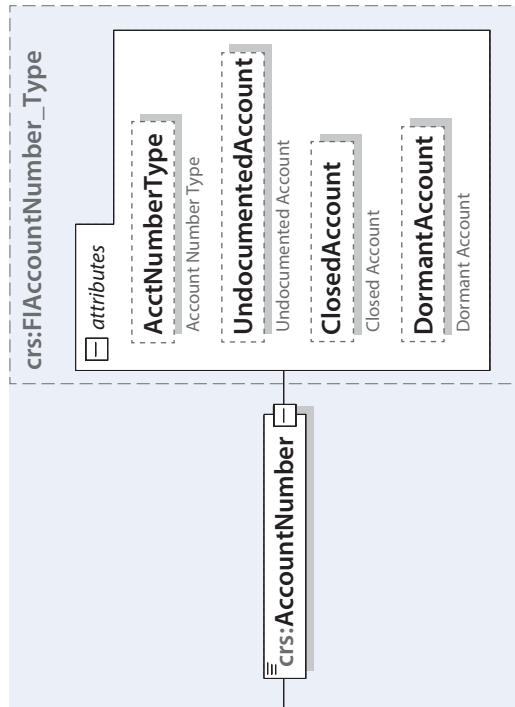 crs:FIAccountNumber_Type
attributes
AcctNumberType
Account Number Type
UndocumentedAccount
Undocumented Account
ClosedAccount
Closed Account
DormantAccount
Dormant Account
crs:AccountNumber